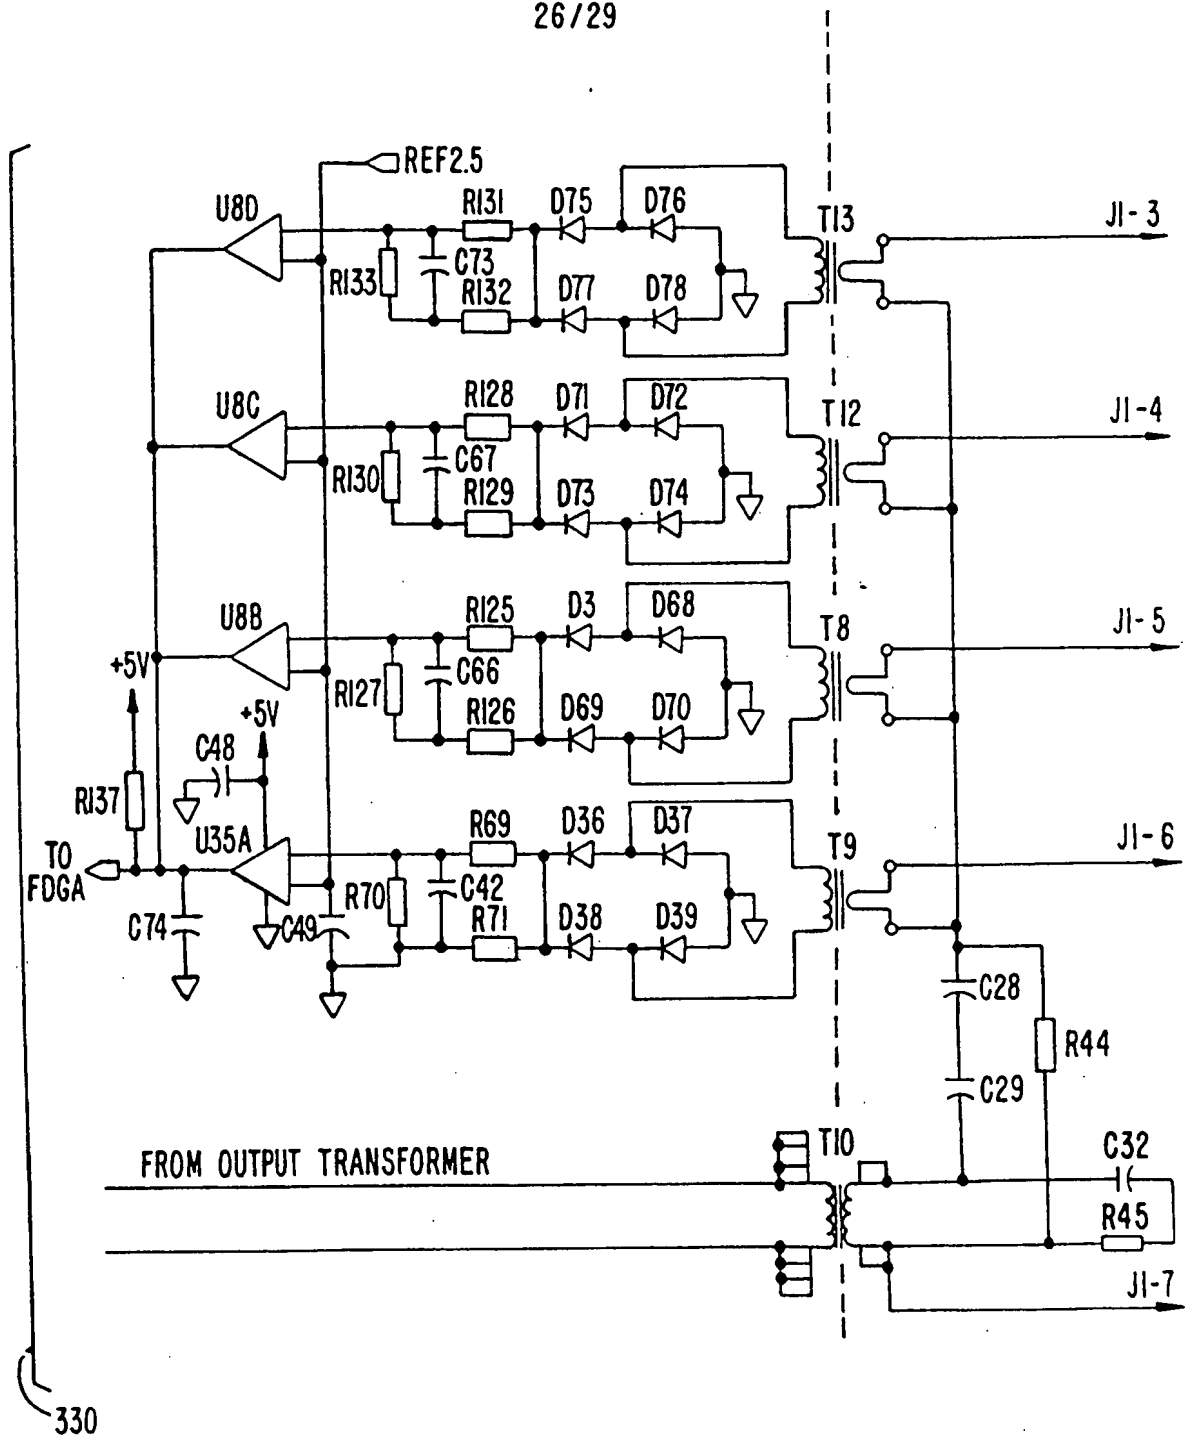 26/29
REF2.5
U8D
R131
D75
D76
T13
J1-3
R133
C73
R132
D77
D78
U8C
R128
D71
D72
T12
J1-4
R130
C67
R129
D73
D74
U8B
R125
D3
D68
T8
J1-5
+5V
R127
C66
R126
D69
D70
+5V
C48
R137
U35A
R69
D36
D37
T9
J1-6
TO
FDGA
R70
C42
C74
C49
R71
D38
D39
C28
R44
C29
FROM OUTPUT TRANSFORMER
T10
C32
R45
J1-7
330